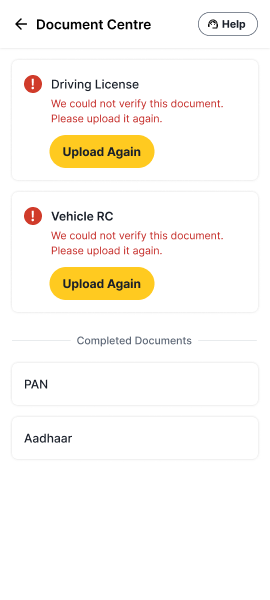 Document Centre
Help
Driving License
We could not verify this document.
Please upload it again.
Upload Again
Vehicle RC
We could not verify this document.
Please upload it again.
Upload Again
Completed Documents
PAN
Aadhaar